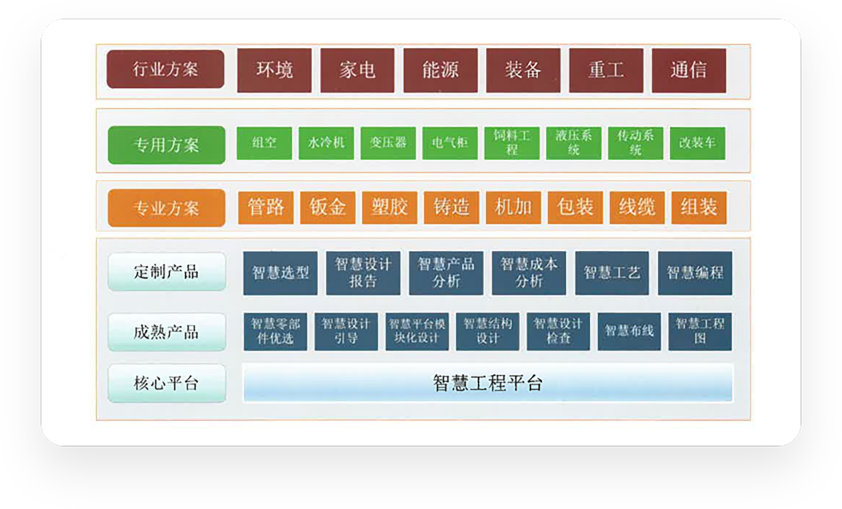 行业方案 环境 家电 能源 装备 重工 通信
专用方案 组空 水冷机 变压器 电气柜 饲料工程 液压系统 传动系统 改装车
专业方案 管路 钣金 塑胶 铸造 机加 包装 线缆 组装
定制产品 智慧选型 智慧设计报告 智慧产品分析 智慧成本分析 智慧工艺 智慧编程
成熟产品 智慧零部件优选 智慧设计引导 智慧平台模块化设计 智慧结构设计 智慧设计检查 智慧布线 智慧工程图
核心平台 智慧工程平台